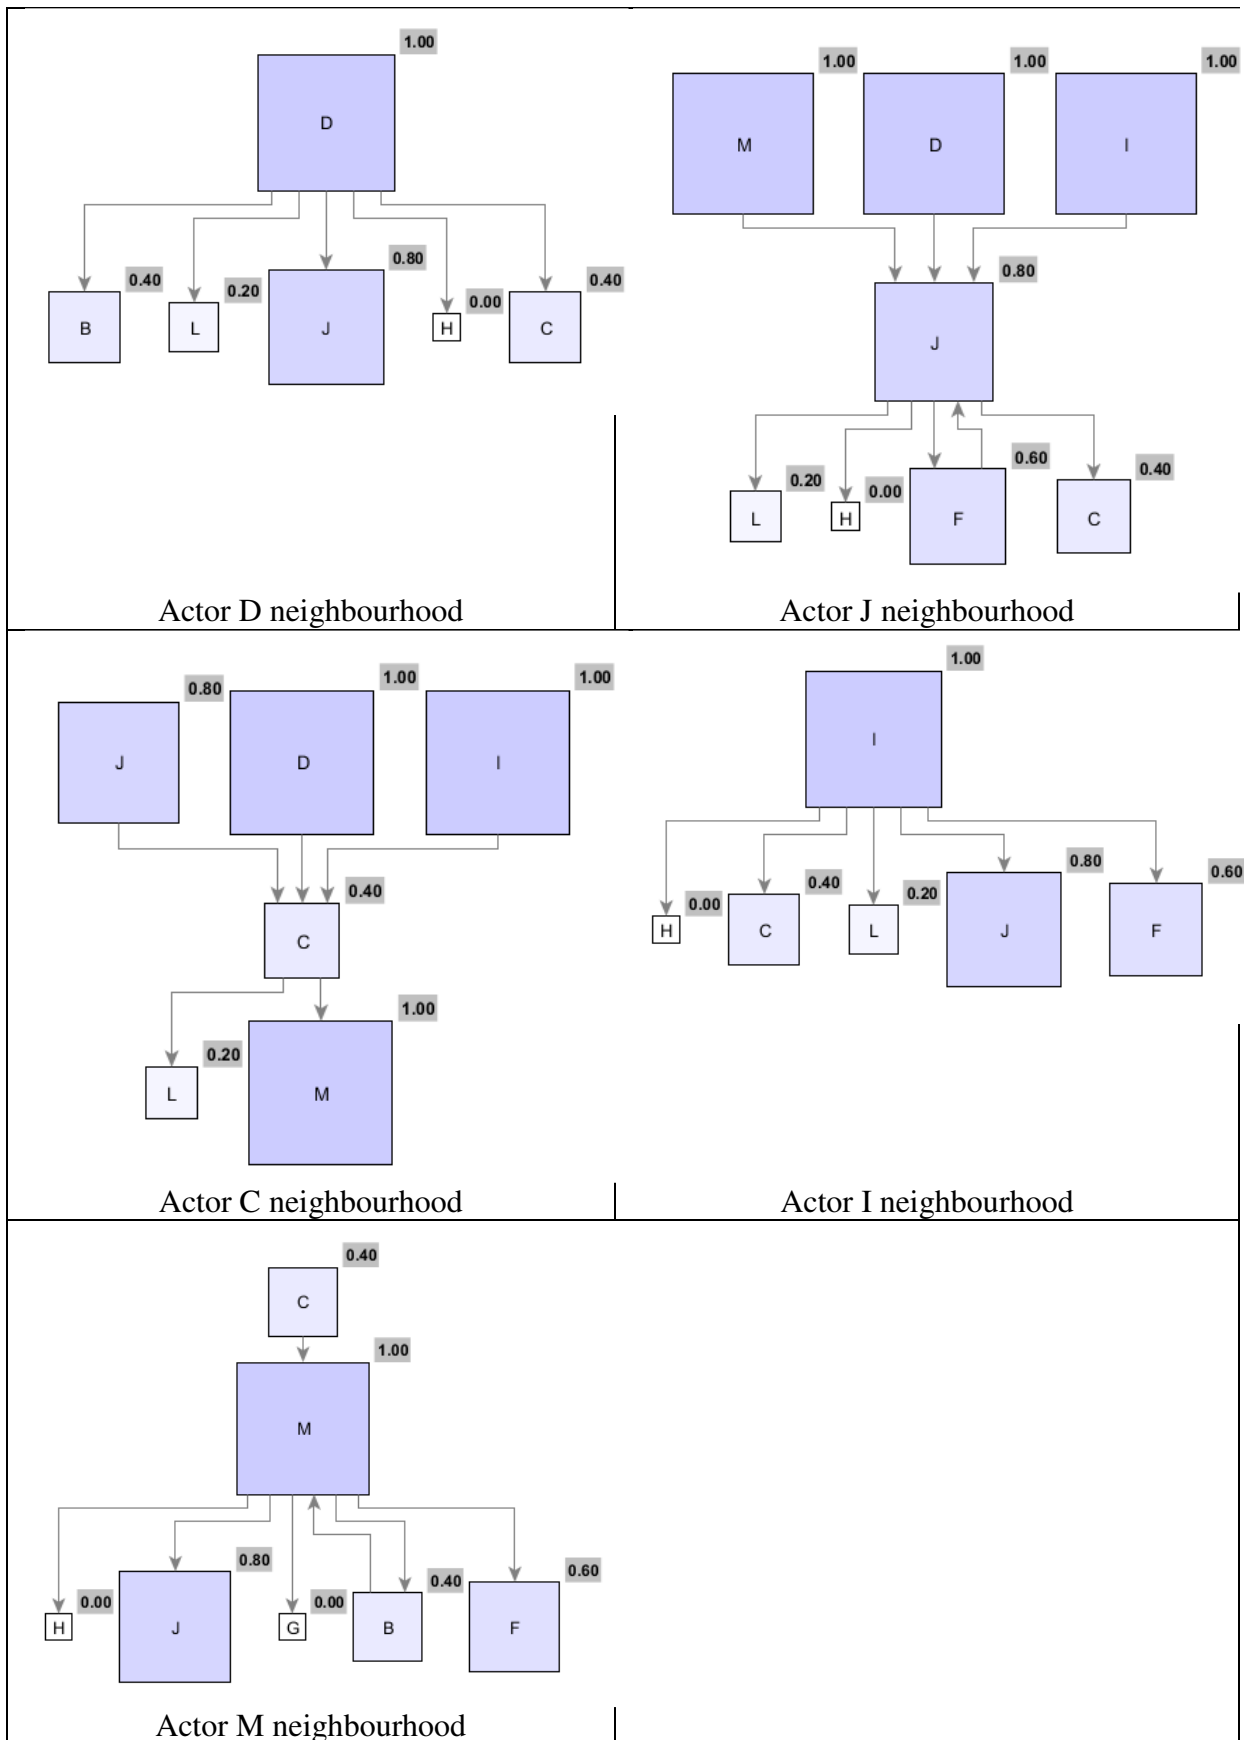 1.00
D
0.40
0.20
0.80
0.00
0.40
B
L
J
H
C
Actor D neighbourhood
1.00
1.00
1.00
M
D
I
0.80
J
0.20
0.00
0.60
0.40
L
H
F
C
Actor J neighbourhood
0.80
1.00
1.00
J
D
I
0.40
C
0.20
1.00
L
M
Actor C neighbourhood
1.00
I
0.00
0.40
0.20
0.80
0.60
H
C
L
J
F
Actor I neighbourhood
0.40
C
1.00
M
0.00
0.80
0.00
0.40
0.60
H
J
G
B
F
Actor M neighbourhood